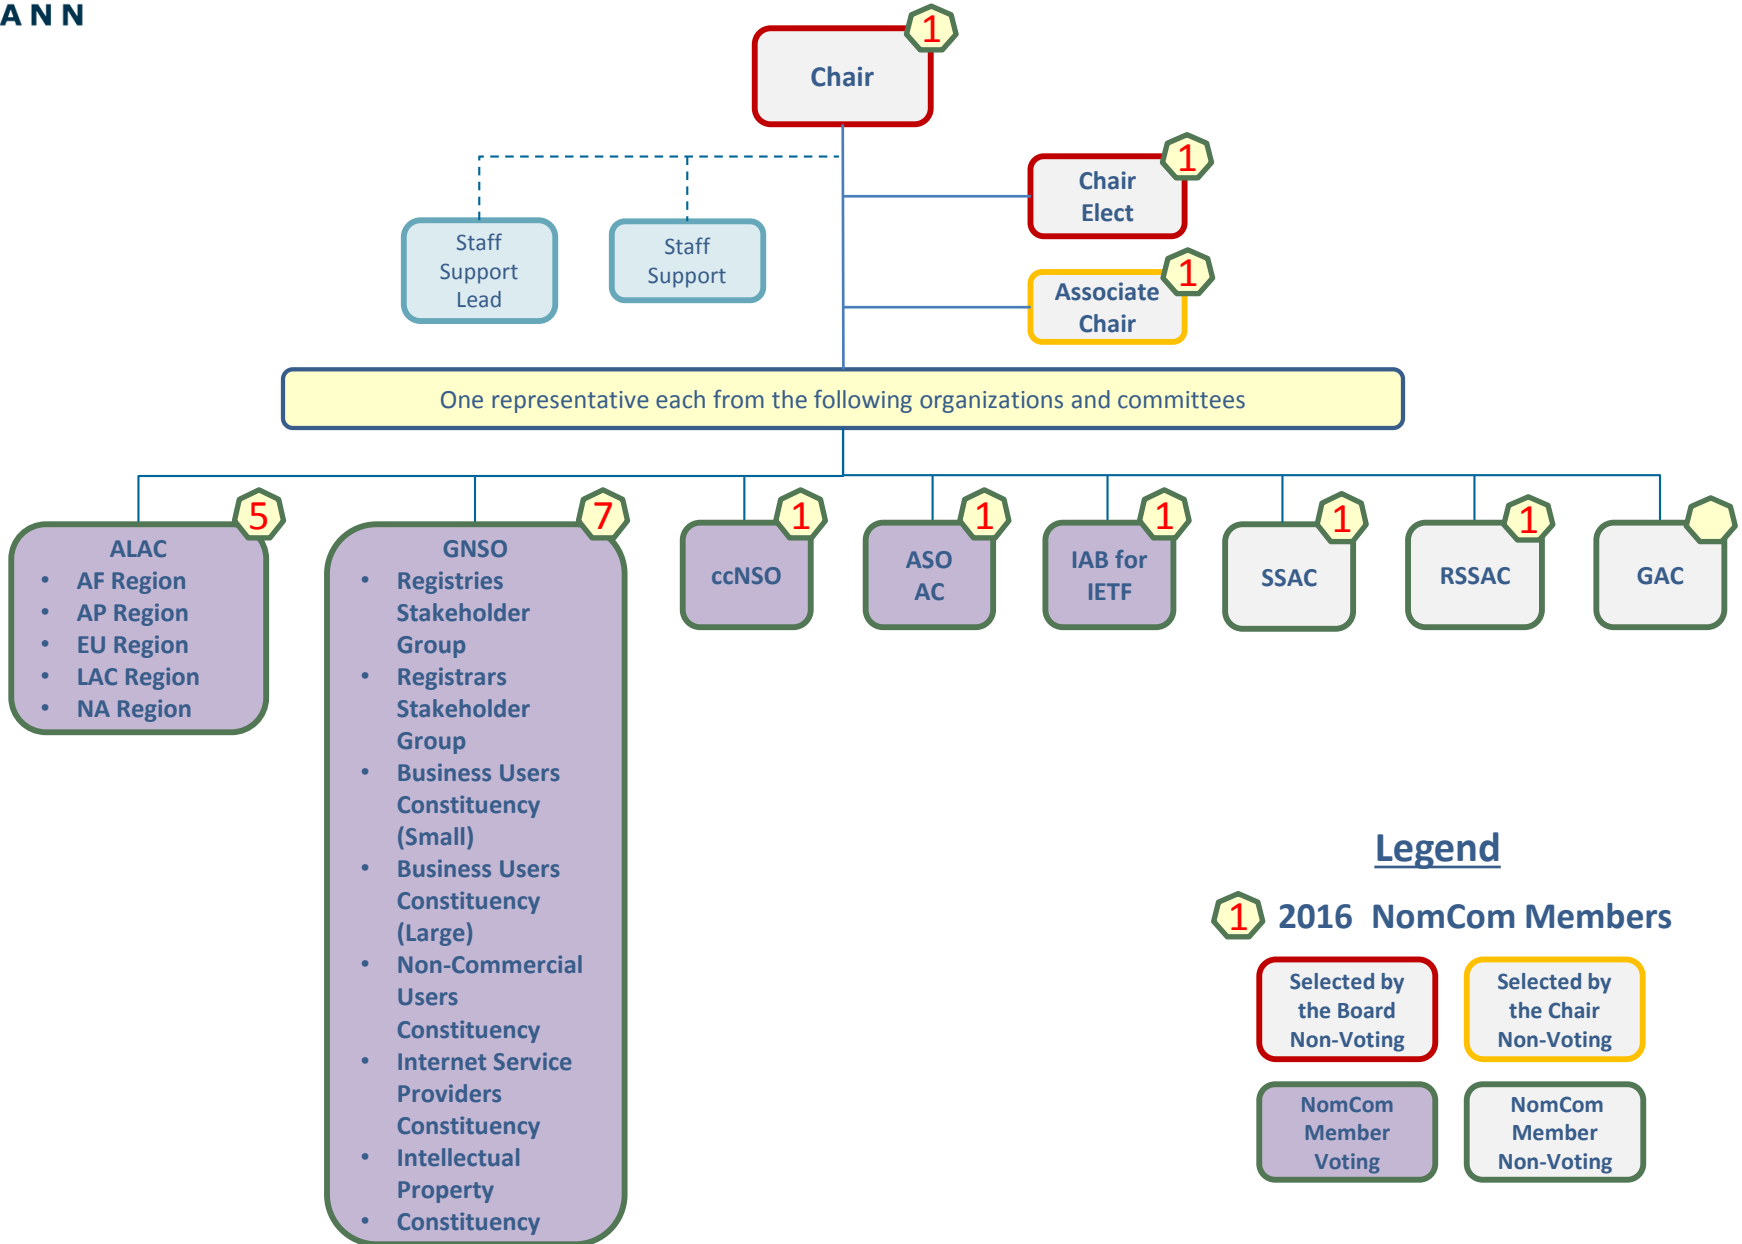 ANN
1
Chair
1
Chair
Elect
Staff
Support
Lead
Staff
Support
1
Associate
Chair
One representative each from the following organizations and committees
5
ALAC
• AF Region
• AP Region
• EU Region
• LAC Region
• NA Region
7
GNSO
• Registries
Stakeholder
Group
• Registrars
Stakeholder
Group
• Business Users
Constituency
(Small)
• Business Users
Constituency
(Large)
• Non-Commercial
Users
Constituency
• Internet Service
Providers
Constituency
• Intellectual
Property
• Constituency
1
ccNSO
1
ASO
AC
1
IAB for
IETF
1
SSAC
1
RSSAC
GAC
Legend
1 2016 NomCom Members
Selected by
the Board
Non-Voting
Selected by
the Chair
Non-Voting
NomCom
Member
Voting
NomCom
Member
Non-Voting